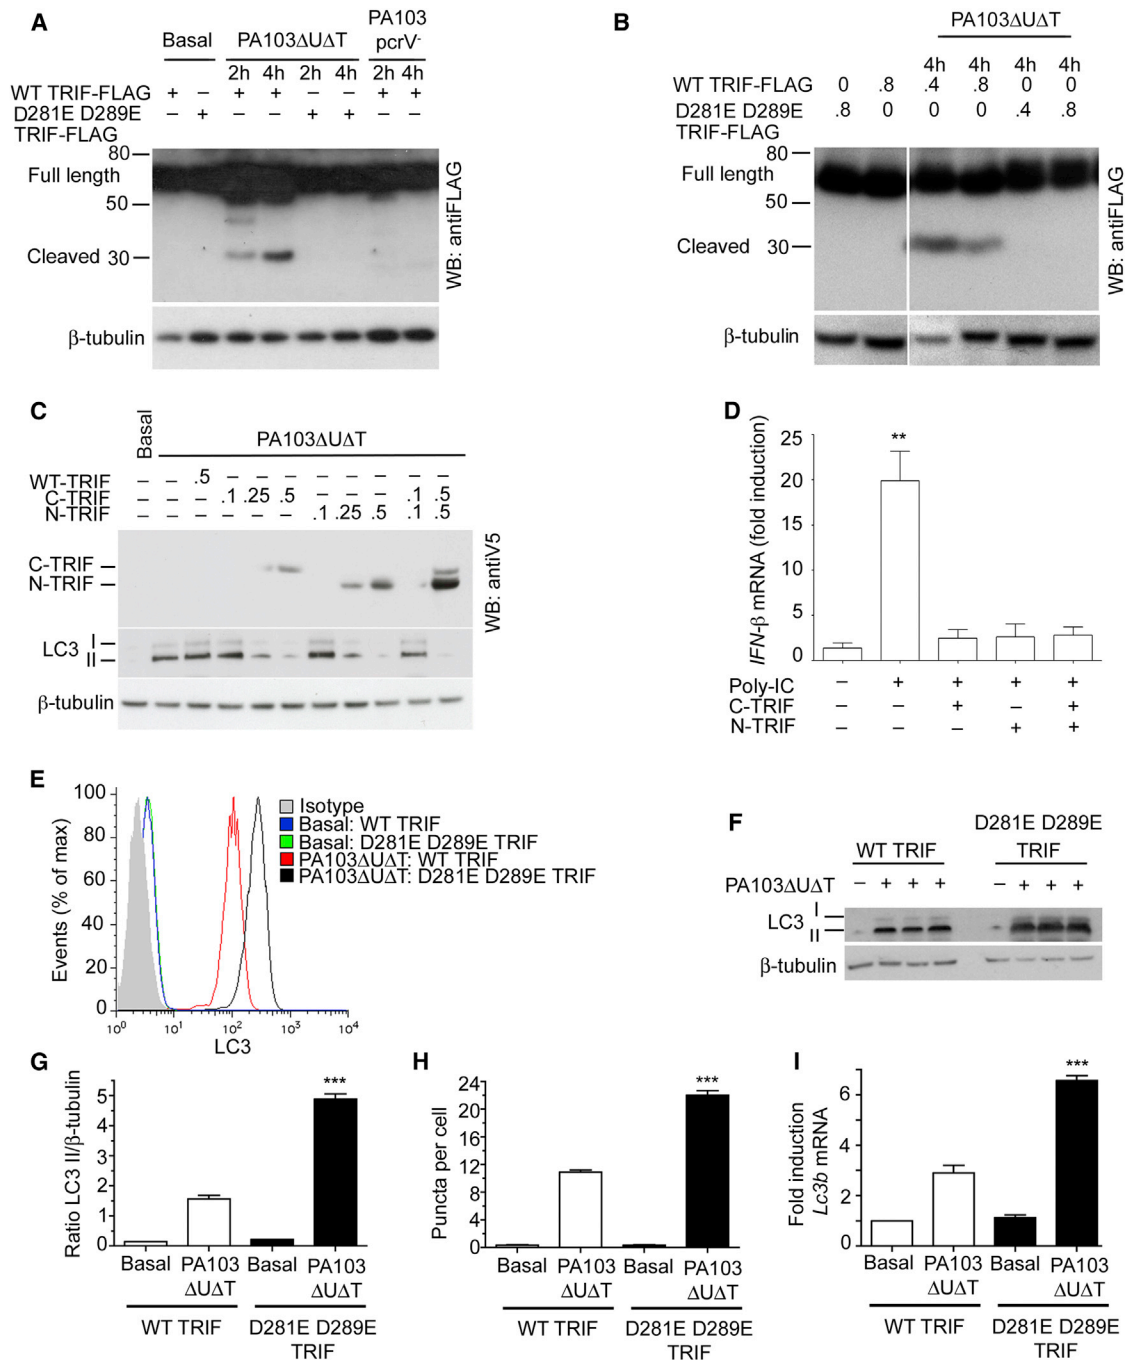 A
Basal
PA103ΔUΔT
PA103
pcrV-
2h 4h 2h 4h 2h 4h
WT TRIF-FLAG + – + + – – + +
D281E D289E – + – – + + – –
TRIF-FLAG
80
Full length
50
Cleaved 30
β-tubulin
WB: antiFLAG
B
PA103ΔUΔT
4h 4h 4h 4h
WT TRIF-FLAG 0 .8 .4 .8 0 0
D281E D289E .8 0 0 0 .4 .8
TRIF-FLAG
80
Full length
50
Cleaved 30
β-tubulin
WB: antiFLAG
C
Basal
PA103ΔUΔT
WT-TRIF – – .5 – – – – – – – –
C-TRIF – – – .1 .25 .5 – – – .1 .5
N-TRIF – – – – – – .1 .25 .5 .1 .5
C-TRIF
N-TRIF
WB: antiV5
LC3 I
II
β-tubulin
D
IFN-β mRNA (fold induction)
25
20
15
10
5
0
**
Poly-IC – + + + +
C-TRIF – – + – +
N-TRIF – – – + +
E
Events (% of max)
100
80
60
40
20
0
10⁰ 10¹ 10² 10³ 10⁴
LC3
Isotype
Basal: WT TRIF
Basal: D281E D289E TRIF
PA103ΔUΔT: WT TRIF
PA103ΔUΔT: D281E D289E TRIF
F
WT TRIF
D281E D289E
TRIF
PA103ΔUΔT – + + + – + + +
LC3 I
II
β-tubulin
G
Ratio LC3 II/β-tubulin
5
4
3
2
1
0
***
Basal PA103 Basal PA103
ΔUΔT ΔUΔT
WT TRIF D281E D289E
TRIF
H
Puncta per cell
24
20
16
12
8
4
0
***
Basal PA103 Basal PA103
ΔUΔT ΔUΔT
WT TRIF D281E D289E
TRIF
I
Fold induction
Lc3b mRNA
6
4
2
0
***
Basal PA103 Basal PA103
ΔUΔT ΔUΔT
WT TRIF D281E D289E
TRIF